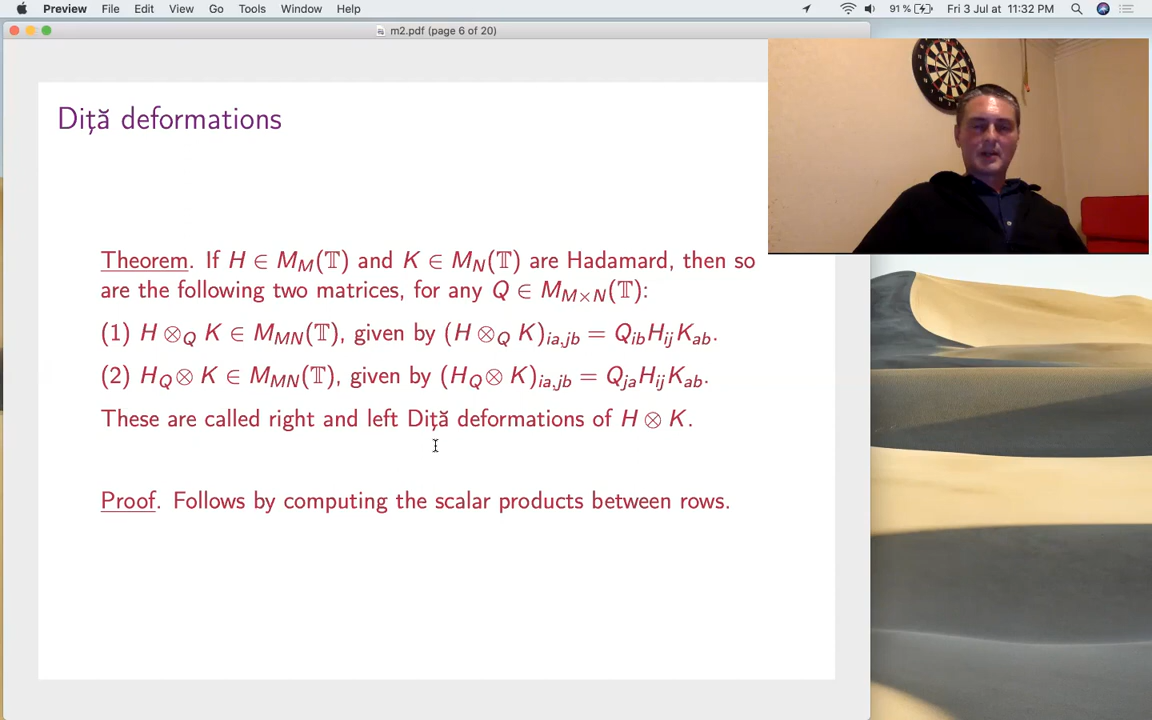 Preview File Edit View Go Tools Window Help 91 % Fri 3 Jul at 11:32 PM
m2.pdf (page 6 of 20)
Diţă deformations
Theorem. If H ∈ M_M(𝕋) and K ∈ M_N(𝕋) are Hadamard, then so
are the following two matrices, for any Q ∈ M_{M×N}(𝕋):
(1) H ⊗_Q K ∈ M_{MN}(𝕋), given by (H ⊗_Q K)_{ia,jb} = Q_{ib}H_{ij}K_{ab}.
(2) H_Q⊗ K ∈ M_{MN}(𝕋), given by (H_Q⊗ K)_{ia,jb} = Q_{ja}H_{ij}K_{ab}.
These are called right and left Diţă deformations of H ⊗ K.
Proof. Follows by computing the scalar products between rows.